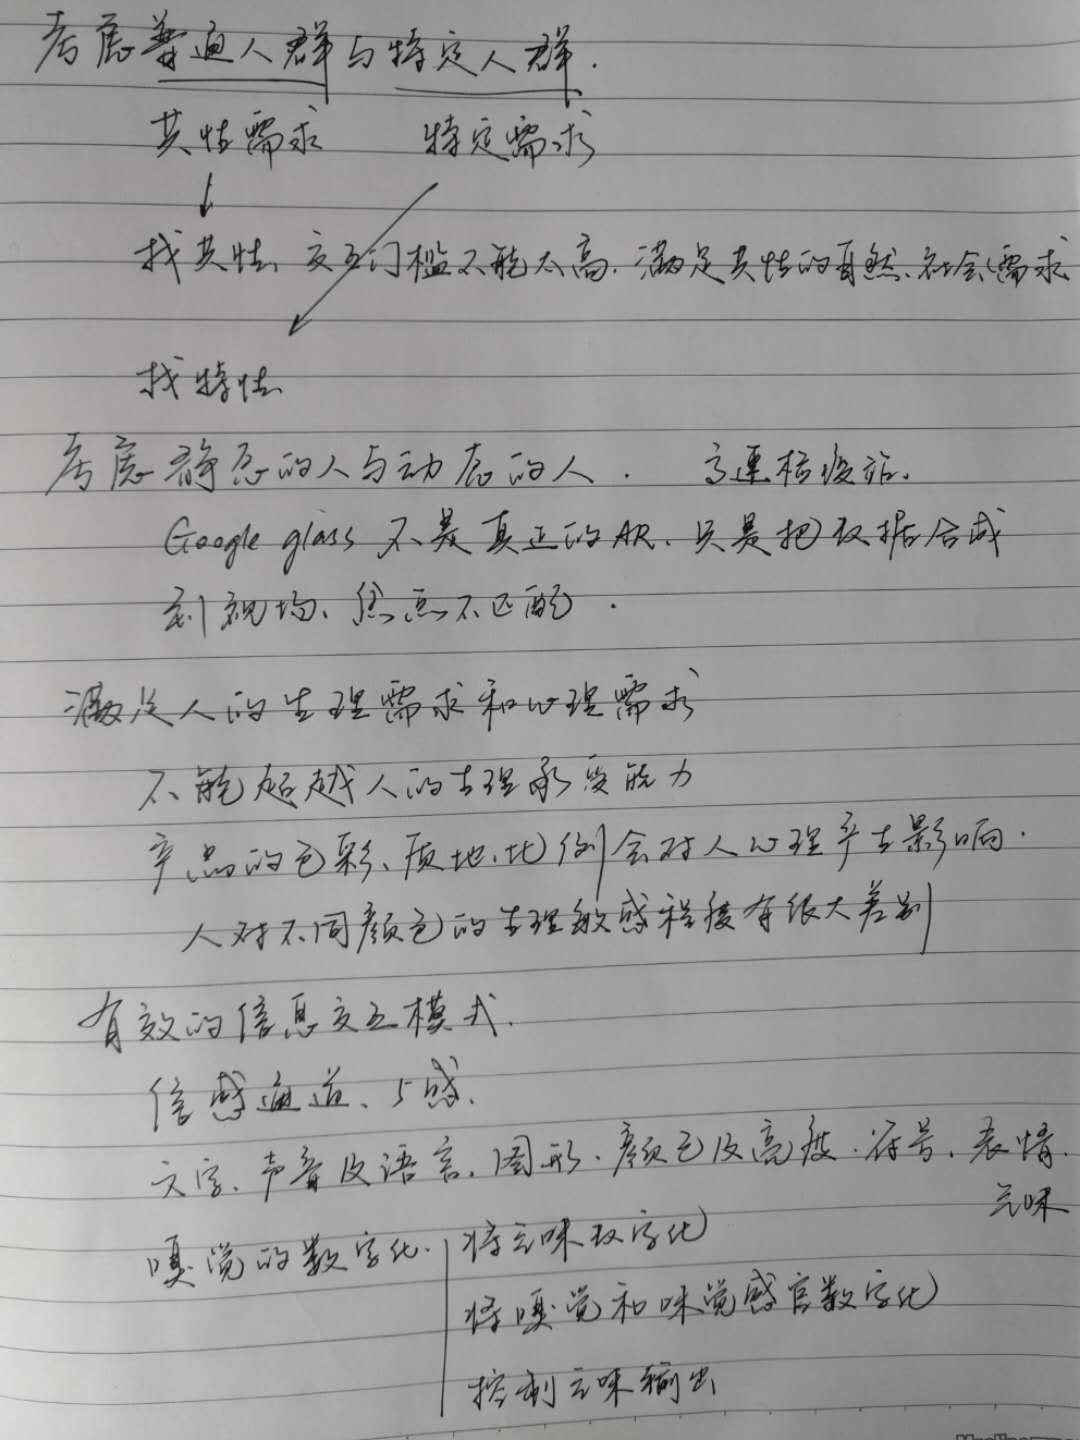 考虑普通人群与特定人群.
共性需求 特定需求
找共性、交互门槛不能太高.满足共性的自然、社会需求
找特性
考虑静态的人与动态的人. 高速检疫站.
Google glass 不是真正的AR、只是把数据合成
到视场、焦点不匹配.
满足人的生理需求和心理需求
不能超越人的生理承受能力
产品的色彩、质地、比例会对人心理产生影响.
人对不同颜色的生理敏感程度有很大差别
有效的信息交互模式.
信感通道、5感.
文字、声音及语言、图形、颜色及亮度.符号、表情.
气味
嗅觉的数字化. 将气味数字化
将嗅觉和味觉感官数字化
控制气味输出